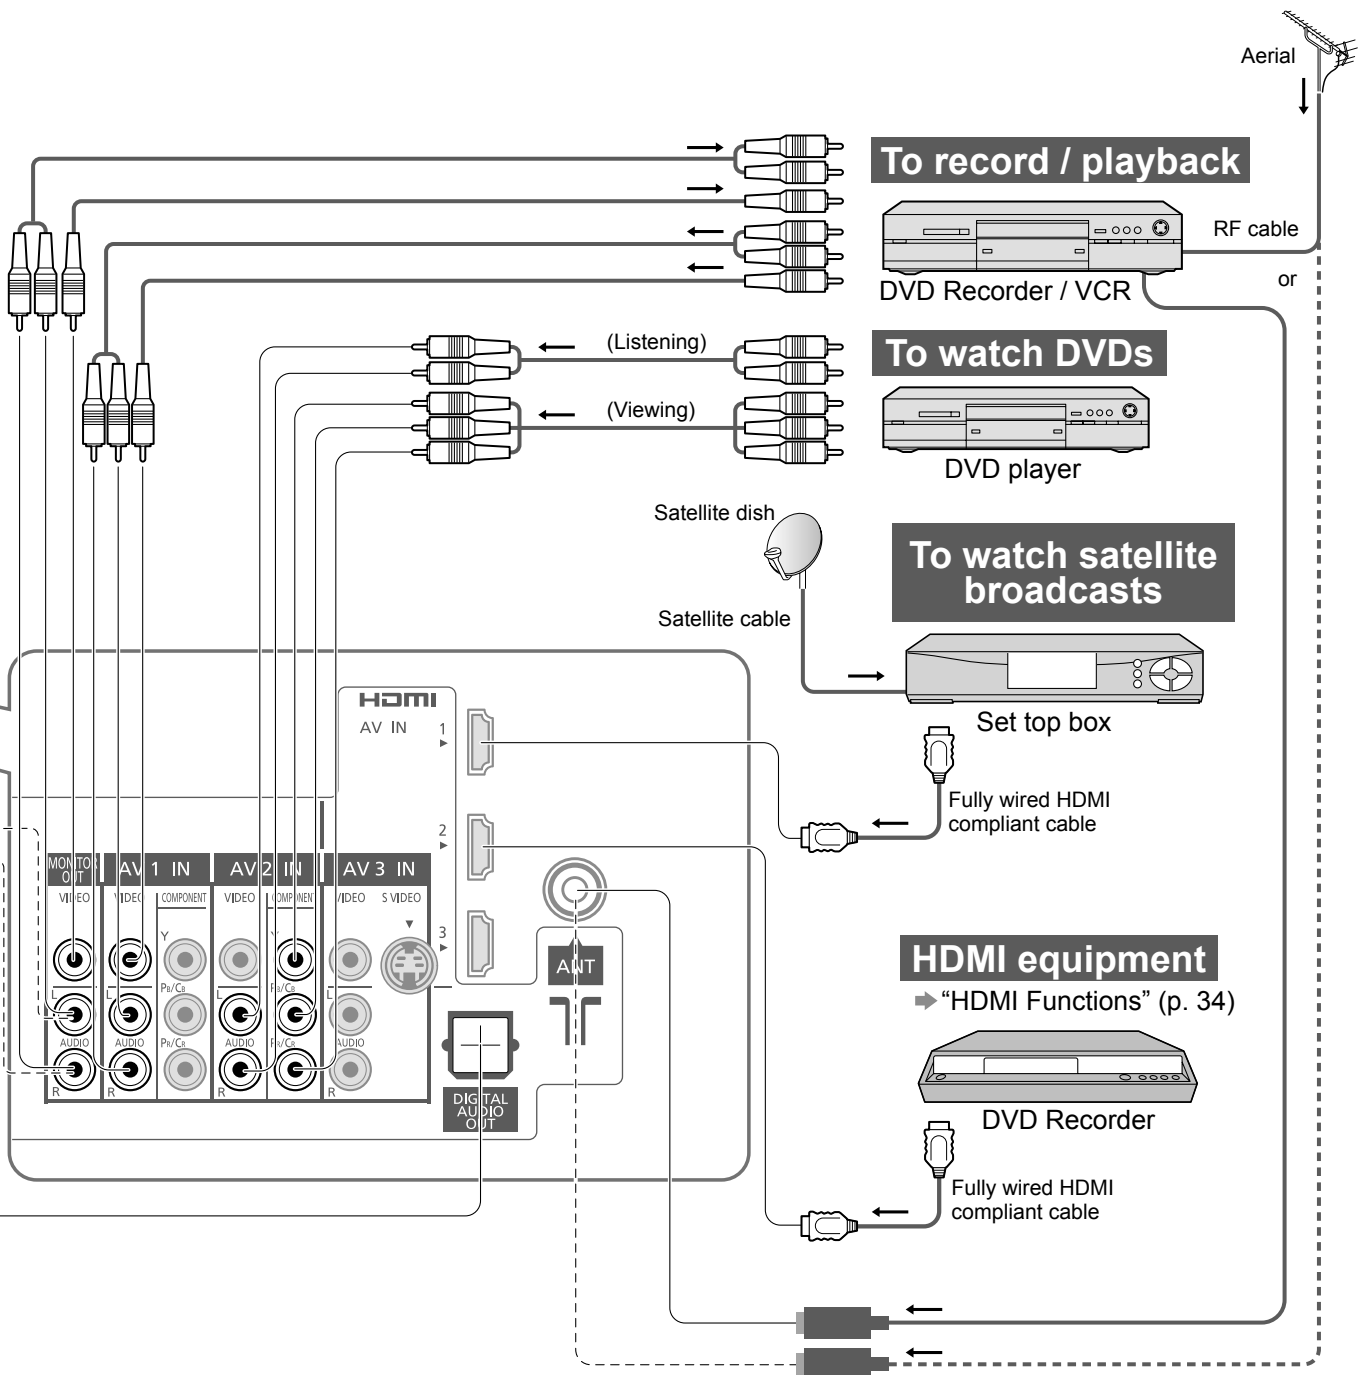 Aerial
To record / playback
RF cable
DVD Recorder / VCR
or
(Listening)
To watch DVDs
(Viewing)
DVD player
Satellite dish
To watch satellite
broadcasts
Satellite cable
Set top box
HDMI
AV IN
1
Fully wired HDMI
compliant cable
2
MONITOR
OUT
AV 1 IN
AV 2 IN
AV 3 IN
VIDEO
VIDEO
COMPONENT
VIDEO
COMPONENT
VIDEO
S VIDEO
3
Y
Y
ANT
HDMI equipment
"HDMI Functions" (p. 34)
L
L
PB/CB
L
PB/CB
L
AUDIO
AUDIO
PR/CR
AUDIO
PR/CR
AUDIO
R
R
R
R
DIGITAL
AUDIO
OUT
DVD Recorder
Fully wired HDMI
compliant cable